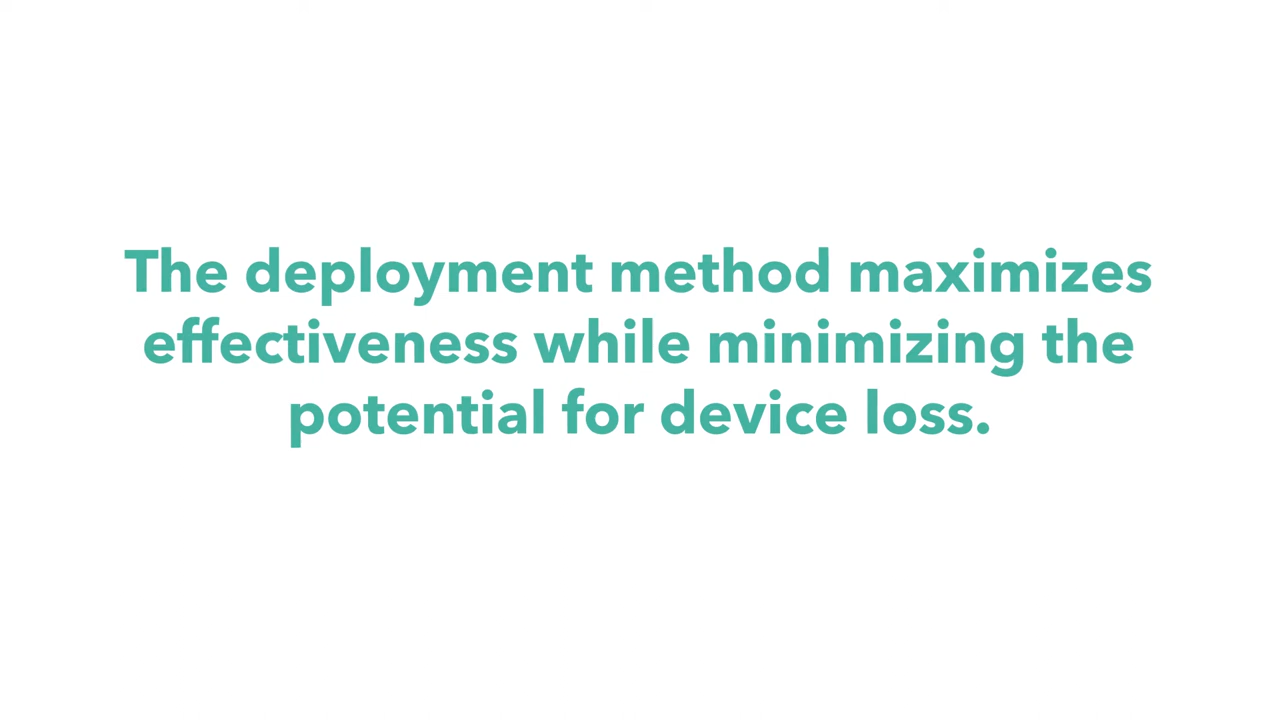 The deployment method maximizes
effectiveness while minimizing the
potential for device loss.